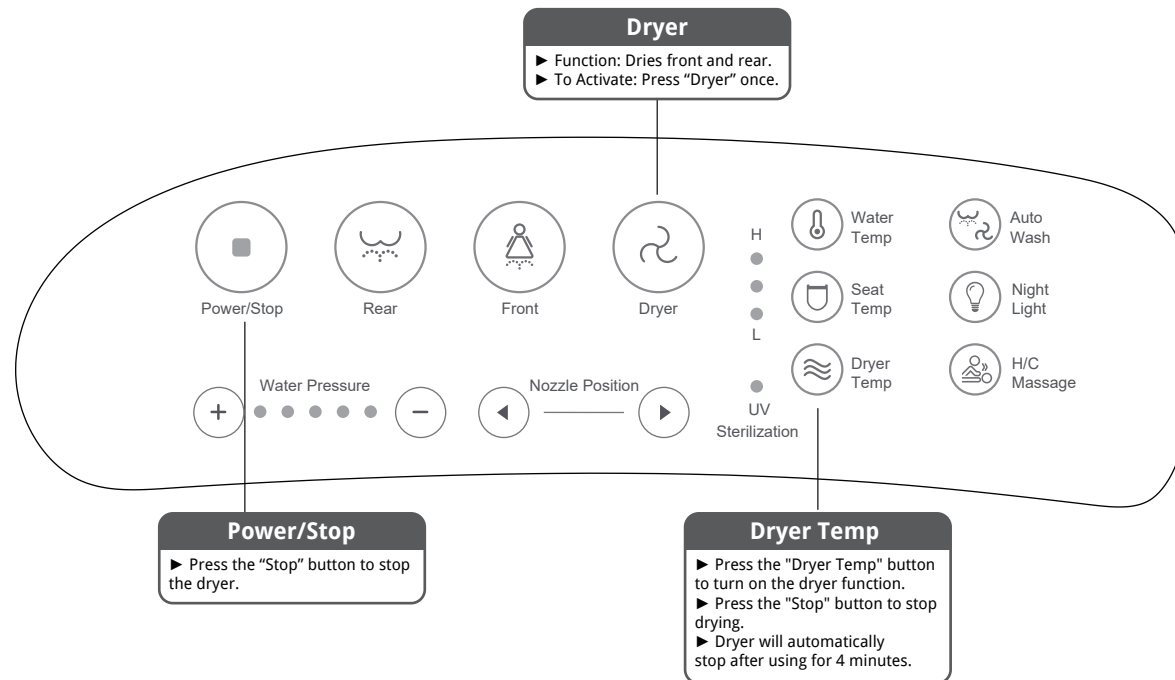 Dryer
► Function: Dries front and rear.
► To Activate: Press “Dryer” once.
Power/Stop
Rear
Front
Dryer
H
L
Water
Temp
Auto
Wash
Seat
Temp
Night
Light
Dryer
Temp
H/C
Massage
+
Water Pressure
−
Nozzle Position
UV
Sterilization
Power/Stop
► Press the “Stop” button to stop
the dryer.
Dryer Temp
► Press the "Dryer Temp" button
to turn on the dryer function.
► Press the "Stop" button to stop
drying.
► Dryer will automatically
stop after using for 4 minutes.